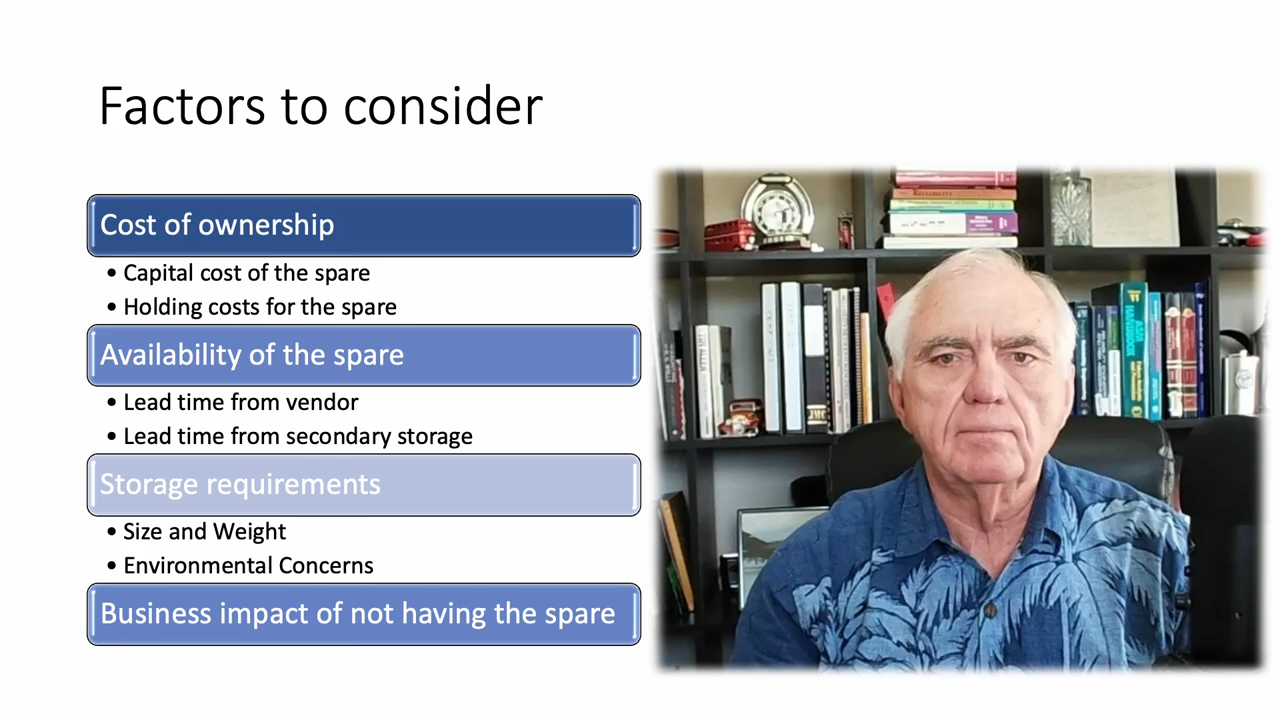 Factors to consider
Cost of ownership
• Capital cost of the spare
• Holding costs for the spare
Availability of the spare
• Lead time from vendor
• Lead time from secondary storage
Storage requirements
• Size and Weight
• Environmental Concerns
Business impact of not having the spare
HANDBOOK